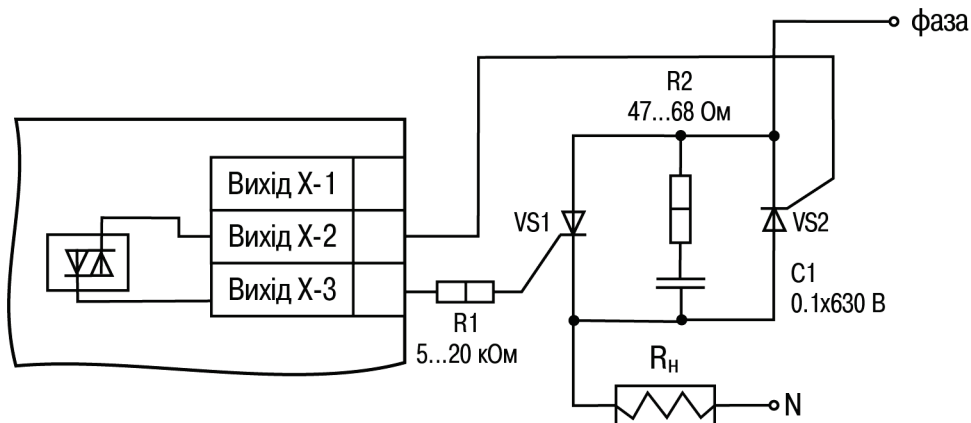 фаза
R2
47...68 Ом
Вихід X-1
Вихід X-2
Вихід X-3
VS1
VS2
C1
0.1x630 В
R1
5...20 кОм
Rн
N